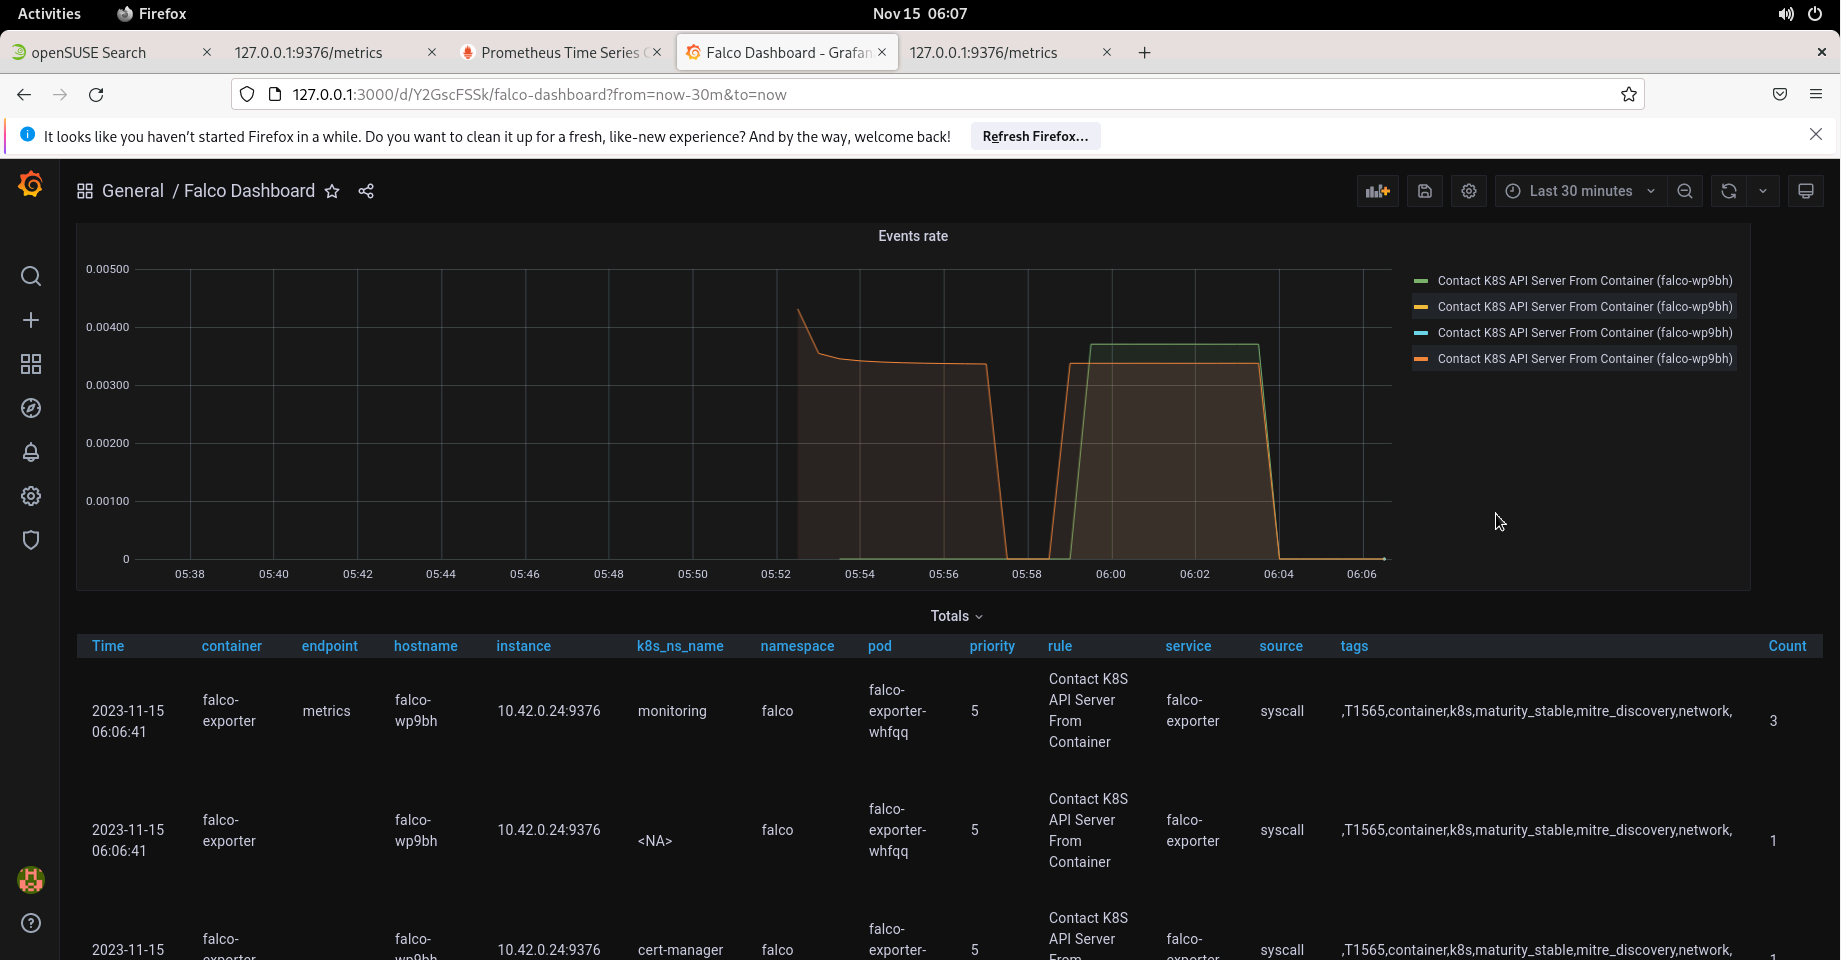 Activities Firefox Nov 15 06:07
openSUSE Search 127.0.0.1:9376/metrics Prometheus Time Series Falco Dashboard - Grafan 127.0.0.1:9376/metrics
127.0.0.1:3000/d/Y2GscFSSk/falco-dashboard?from=now-30m&to=now
It looks like you haven't started Firefox in a while. Do you want to clean it up for a fresh, like-new experience? And by the way, welcome back! Refresh Firefox...
General / Falco Dashboard Last 30 minutes
Events rate
0.00500
0.00400
0.00300
0.00200
0.00100
0
05:38 05:40 05:42 05:44 05:46 05:48 05:50 05:52 05:54 05:56 05:58 06:00 06:02 06:04 06:06
Contact K8S API Server From Container (falco-wp9bh)
Contact K8S API Server From Container (falco-wp9bh)
Contact K8S API Server From Container (falco-wp9bh)
Contact K8S API Server From Container (falco-wp9bh)
Totals
Time container endpoint hostname instance k8s_ns_name namespace pod priority rule service source tags Count
2023-11-15 06:06:41 falco-exporter metrics falco-wp9bh 10.42.0.24:9376 monitoring falco falco-exporter-whfqq 5 Contact K8S API Server From Container falco-exporter syscall ,T1565,container,k8s,maturity_stable,mitre_discovery,network, 3
2023-11-15 06:06:41 falco-exporter falco-wp9bh 10.42.0.24:9376 <NA> falco falco-exporter-whfqq 5 Contact K8S API Server From Container falco-exporter syscall ,T1565,container,k8s,maturity_stable,mitre_discovery,network, 1
2023-11-15 falco- falco- 10.42.0.24:9376 cert-manager falco falco-exporter- 5 Contact K8S API Server falco- syscall ,T1565,container,k8s,maturity_stable,mitre_discovery,network,